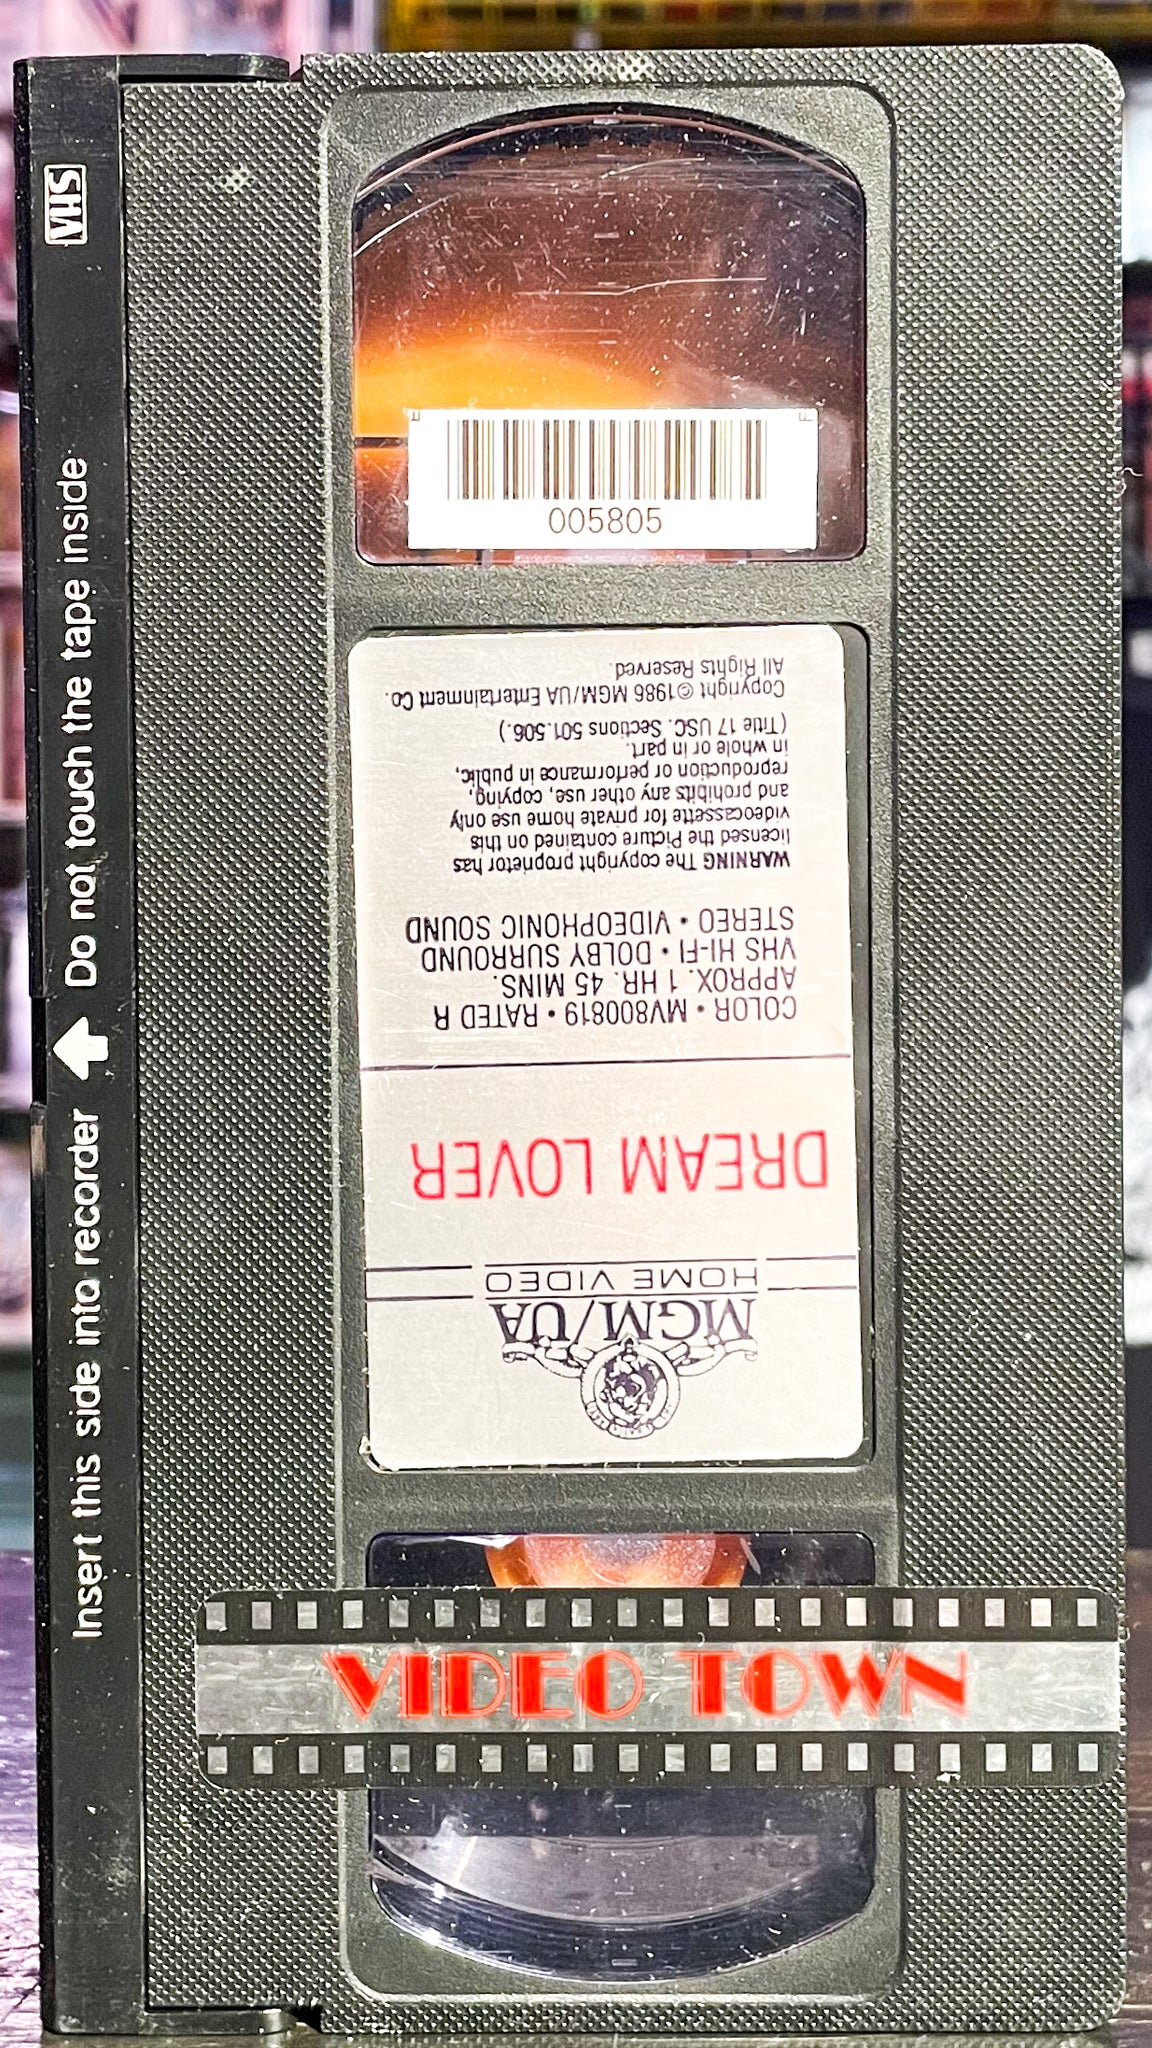 VHS
Insert this side into recorder
Do not touch the tape inside
005805
MGM/UA
HOME VIDEO
DREAM LOVER
COLOR • MV800819 • RATED R
APPROX. 1 HR. 45 MINS.
VHS HI-FI • DOLBY SURROUND
STEREO • VIDEOPHONIC SOUND
WARNING The copyright proprietor has
licensed the Picture contained on this
videocassette for private home use only
and prohibits any other use, copying,
reproduction or performance in public,
in whole or in part.
(Title 17 USC. Sections 501.506.)
Copyright ©1986 MGM/UA Entertainment Co.
All Rights Reserved.
VIDEO TOWN